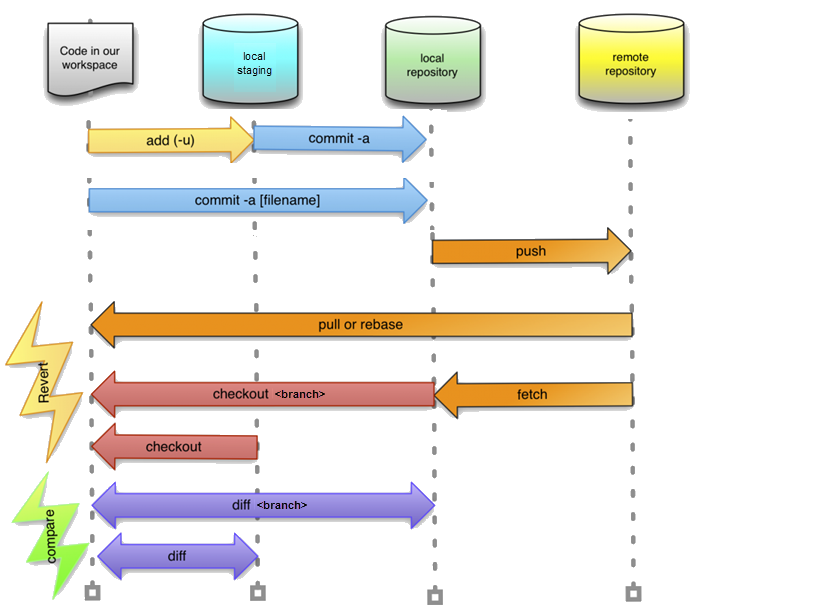 Code in our
workspace
local
staging
local
repository
remote
repository
add (-u)
commit -a
commit -a [filename]
push
pull or rebase
Revert
checkout <branch>
fetch
checkout
compare
diff <branch>
diff